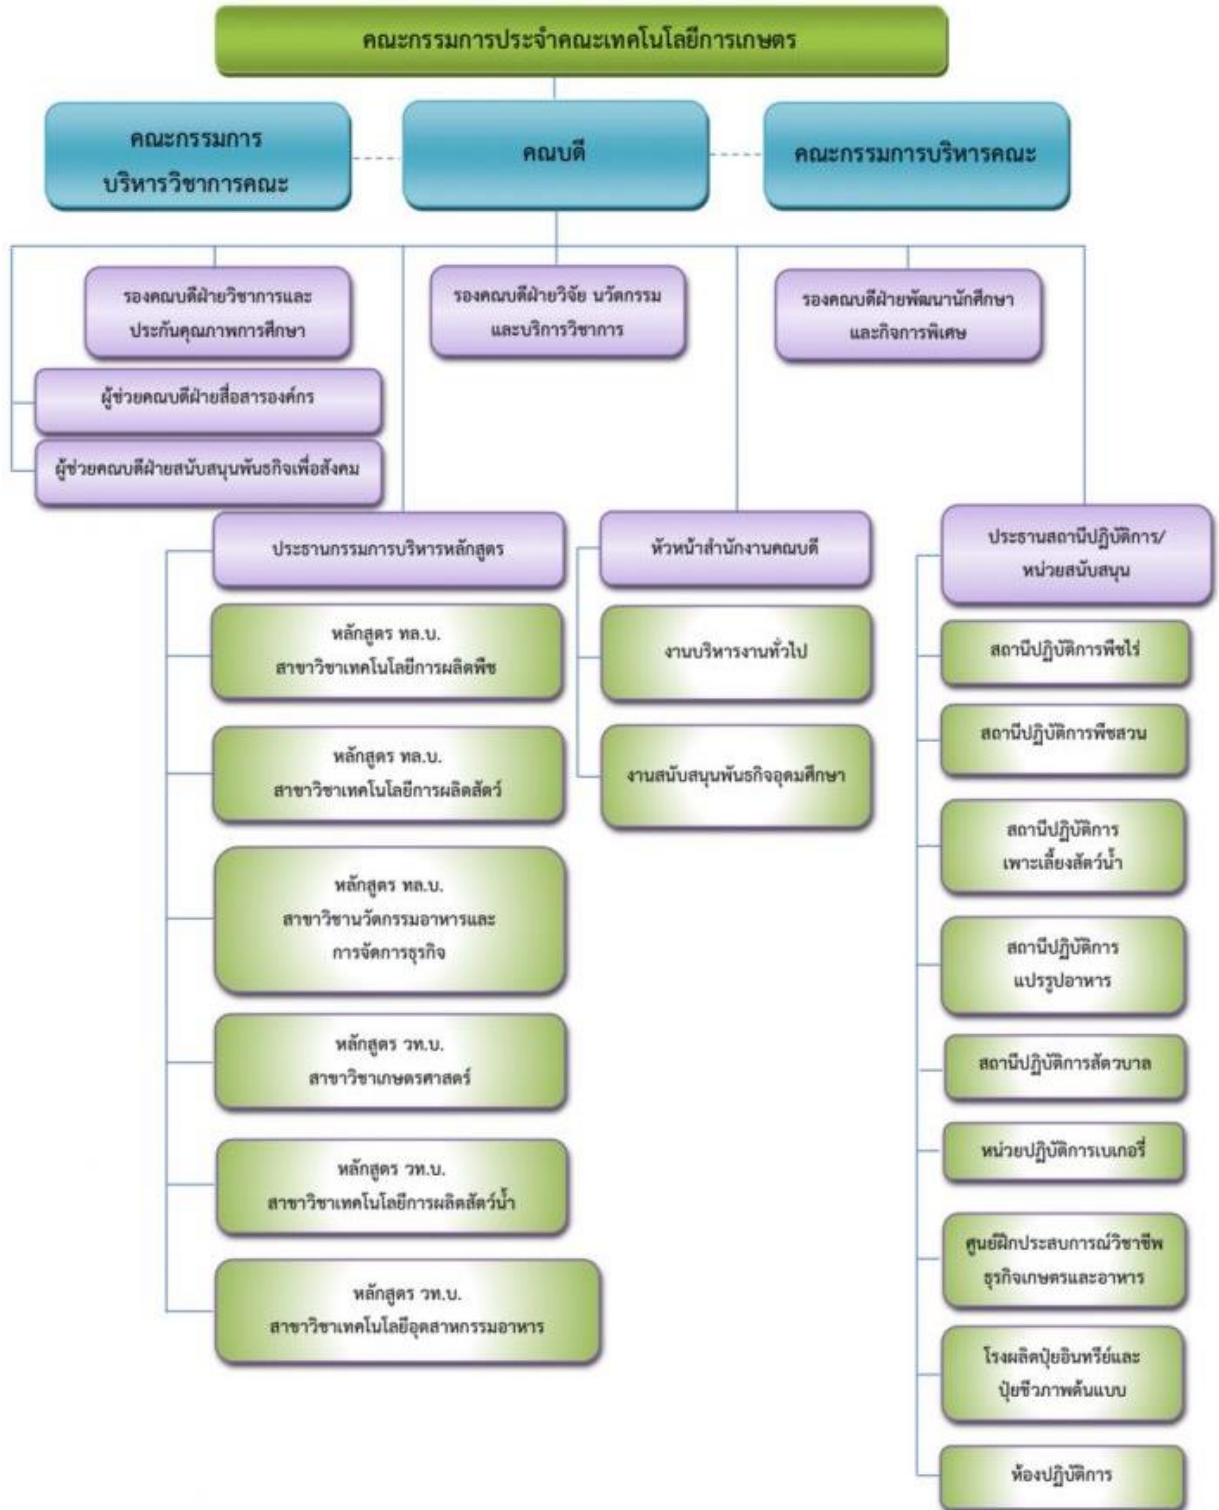 คณะกรรมการประจำคณะเทคโนโลยีการเกษตร
คณะกรรมการ
บริหารวิชาการคณะ
คณบดี
คณะกรรมการบริหารคณะ
รองคณบดีฝ่ายวิชาการและ
ประกันคุณภาพการศึกษา
รองคณบดีฝ่ายวิจัย นวัตกรรม
และบริการวิชาการ
รองคณบดีฝ่ายพัฒนานักศึกษา
และกิจการพิเศษ
ผู้ช่วยคณบดีฝ่ายสื่อสารองค์กร
ผู้ช่วยคณบดีฝ่ายสนับสนุนพันธกิจเพื่อสังคม
ประธานกรรมการบริหารหลักสูตร
หลักสูตร ทล.บ.
สาขาวิชาเทคโนโลยีการผลิตพืช
หลักสูตร ทล.บ.
สาขาวิชาเทคโนโลยีการผลิตสัตว์
หลักสูตร ทล.บ.
สาขาวิชานวัตกรรมอาหารและ
การจัดการธุรกิจ
หลักสูตร วท.บ.
สาขาวิชาเกษตรศาสตร์
หลักสูตร วท.บ.
สาขาวิชาเทคโนโลยีการผลิตสัตว์น้ำ
หลักสูตร วท.บ.
สาขาวิชาเทคโนโลยีอุตสาหกรรมอาหาร
หัวหน้าสำนักงานคณบดี
งานบริหารงานทั่วไป
งานสนับสนุนพันธกิจอุดมศึกษา
ประธานสถานีปฏิบัติการ/
หน่วยสนับสนุน
สถานีปฏิบัติการพืชไร่
สถานีปฏิบัติการพืชสวน
สถานีปฏิบัติการ
เพาะเลี้ยงสัตว์น้ำ
สถานีปฏิบัติการ
แปรรูปอาหาร
สถานีปฏิบัติการสัตวบาล
หน่วยปฏิบัติการเบเกอรี่
ศูนย์ฝึกประสบการณ์วิชาชีพ
ธุรกิจเกษตรและอาหาร
โรงผลิตปุ๋ยอินทรีย์และ
ปุ๋ยชีวภาพต้นแบบ
ห้องปฏิบัติการ